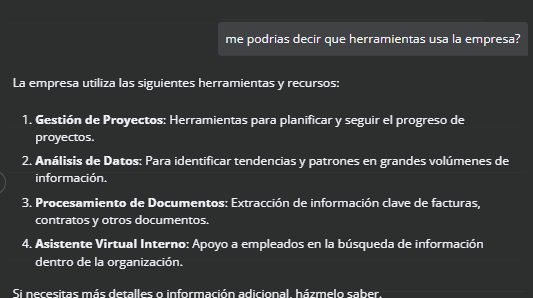 me podrías decir que herramientas usa la empresa?
La empresa utiliza las siguientes herramientas y recursos:
1. Gestión de Proyectos: Herramientas para planificar y seguir el progreso de
proyectos.
2. Análisis de Datos: Para identificar tendencias y patrones en grandes volúmenes de
información.
3. Procesamiento de Documentos: Extracción de información clave de facturas,
contratos y otros documentos.
4. Asistente Virtual Interno: Apoyo a empleados en la búsqueda de información
dentro de la organización.
Si necesitas más detalles o información adicional, házmelo saber.